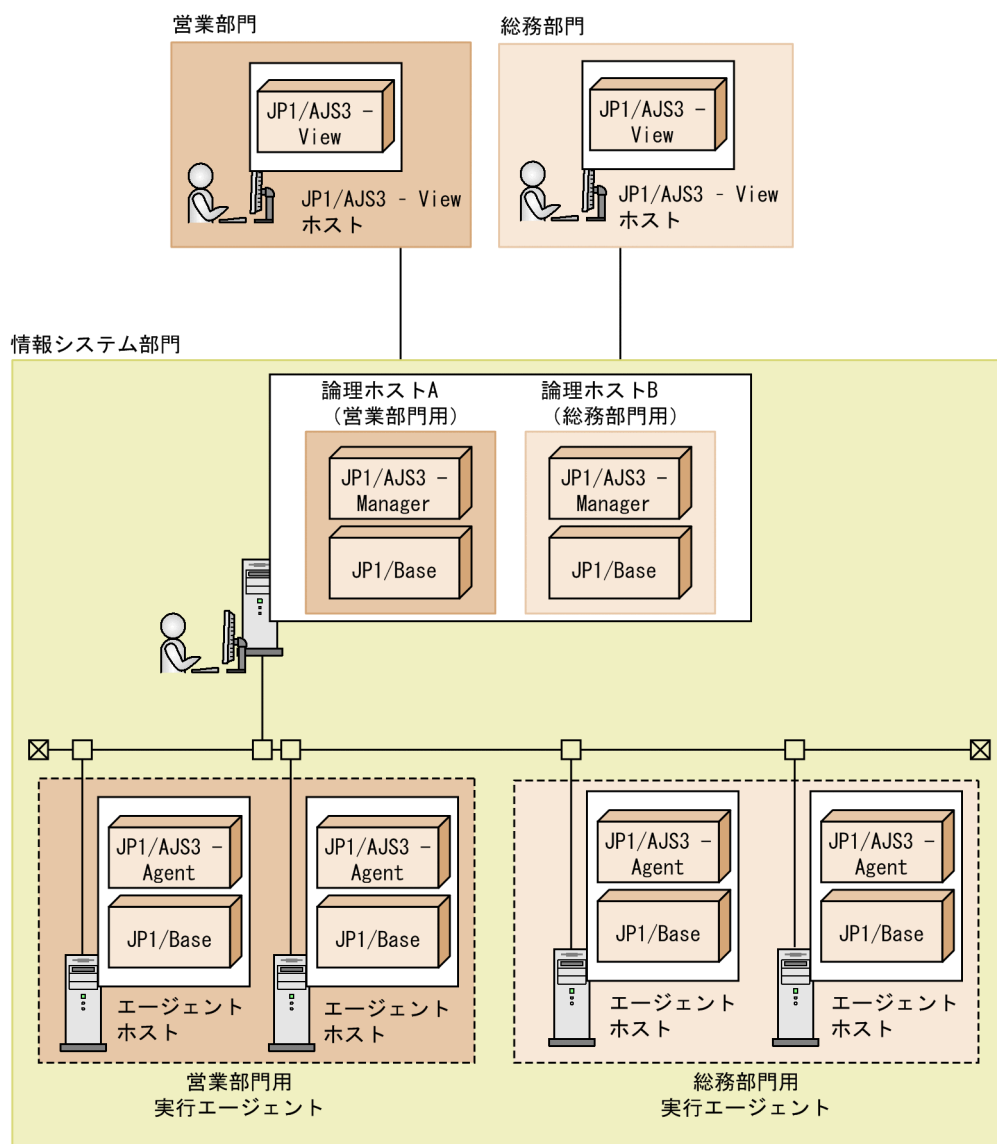 営業部門
総務部門
JP1/AJS3 -
View
JP1/AJS3 -
View
JP1/AJS3 - View
ホスト
JP1/AJS3 - View
ホスト
情報システム部門
論理ホストA
(営業部門用)
論理ホストB
(総務部門用)
JP1/AJS3 -
Manager
JP1/AJS3 -
Manager
JP1/Base
JP1/Base
JP1/AJS3 -
Agent
JP1/AJS3 -
Agent
JP1/AJS3 -
Agent
JP1/AJS3 -
Agent
JP1/Base
JP1/Base
JP1/Base
JP1/Base
エージェント
ホスト
エージェント
ホスト
エージェント
ホスト
エージェント
ホスト
営業部門用
実行エージェント
総務部門用
実行エージェント